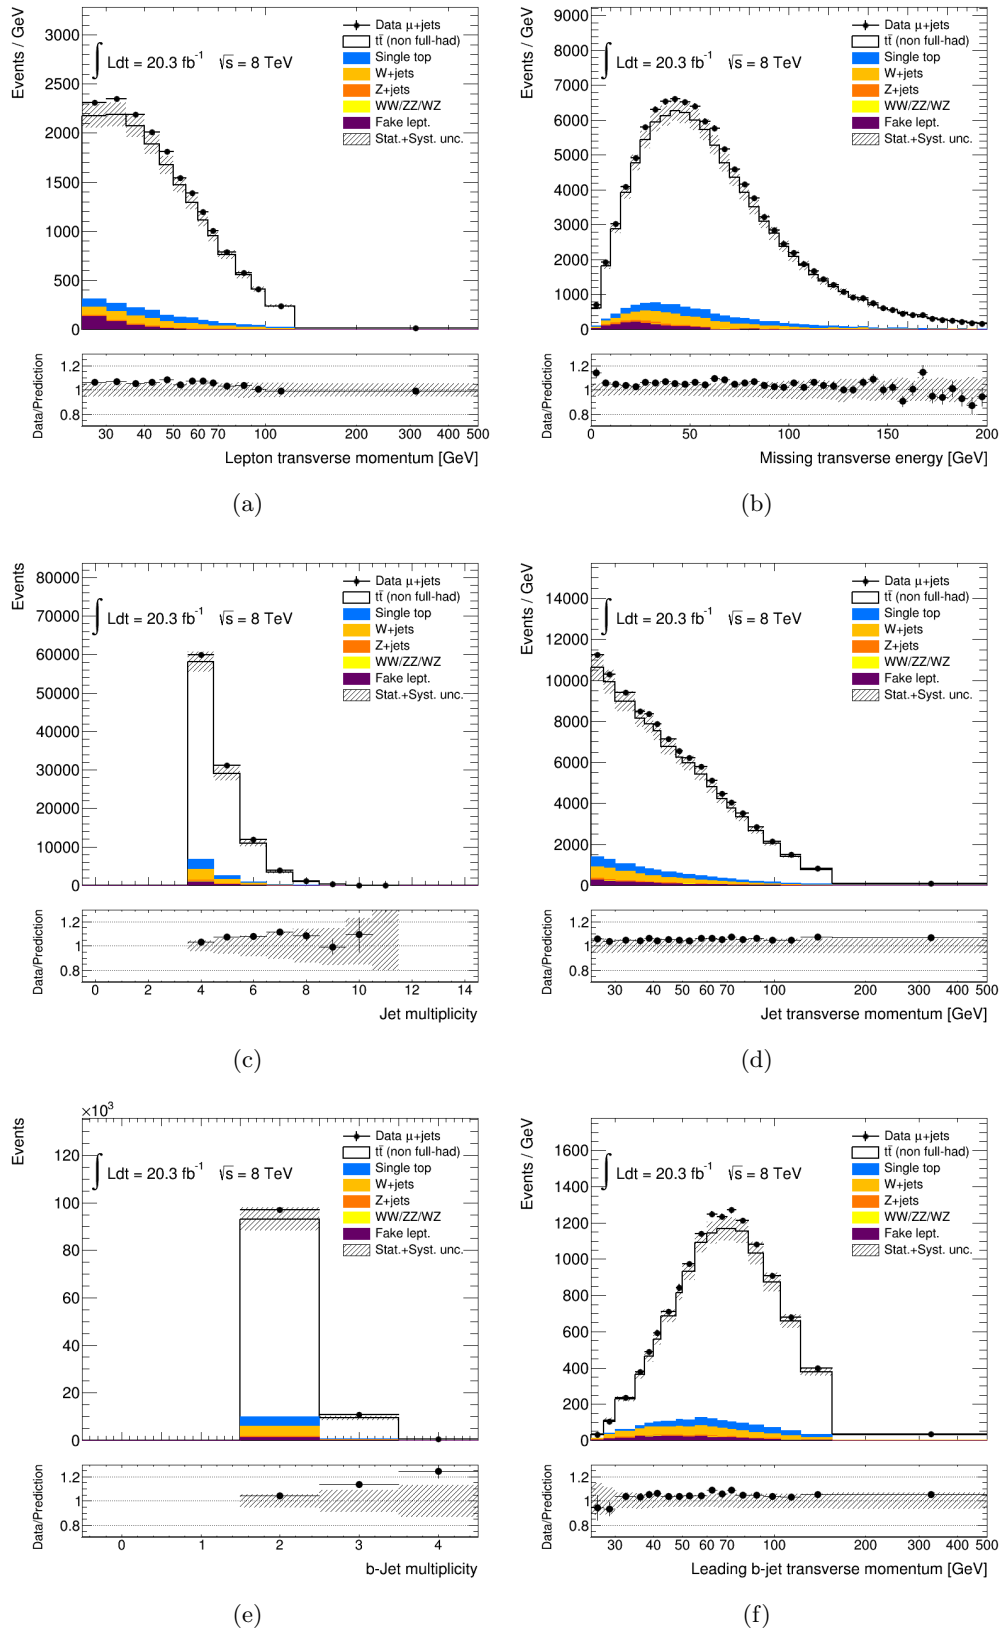 Events / GeV
3000
2500
2000
1500
1000
500
0
∫ Ldt = 20.3 fb⁻¹ √s = 8 TeV
Data μ+jets
tt̄ (non full-had)
Single top
W+jets
Z+jets
WW/ZZ/WZ
Fake lept.
Stat.+Syst. unc.
Data/Prediction
1.2
1
0.8
30 40 50 60 70 100 200 300 400 500
Lepton transverse momentum [GeV]
(a)
Events / GeV
9000
8000
7000
6000
5000
4000
3000
2000
1000
0
∫ Ldt = 20.3 fb⁻¹ √s = 8 TeV
Data μ+jets
tt̄ (non full-had)
Single top
W+jets
Z+jets
WW/ZZ/WZ
Fake lept.
Stat.+Syst. unc.
Data/Prediction
1.2
1
0.8
0 50 100 150 200
Missing transverse energy [GeV]
(b)
Events
80000
70000
60000
50000
40000
30000
20000
10000
0
∫ Ldt = 20.3 fb⁻¹ √s = 8 TeV
Data μ+jets
tt̄ (non full-had)
Single top
W+jets
Z+jets
WW/ZZ/WZ
Fake lept.
Stat.+Syst. unc.
Data/Prediction
1.2
1
0.8
0 2 4 6 8 10 12 14
Jet multiplicity
(c)
Events / GeV
14000
12000
10000
8000
6000
4000
2000
0
∫ Ldt = 20.3 fb⁻¹ √s = 8 TeV
Data μ+jets
tt̄ (non full-had)
Single top
W+jets
Z+jets
WW/ZZ/WZ
Fake lept.
Stat.+Syst. unc.
Data/Prediction
1.2
1
0.8
30 40 50 60 70 100 200 300 400 500
Jet transverse momentum [GeV]
(d)
×10³
Events
120
100
80
60
40
20
0
∫ Ldt = 20.3 fb⁻¹ √s = 8 TeV
Data μ+jets
tt̄ (non full-had)
Single top
W+jets
Z+jets
WW/ZZ/WZ
Fake lept.
Stat.+Syst. unc.
Data/Prediction
1.2
1
0.8
0 1 2 3 4
b-Jet multiplicity
(e)
Events / GeV
1600
1400
1200
1000
800
600
400
200
0
∫ Ldt = 20.3 fb⁻¹ √s = 8 TeV
Data μ+jets
tt̄ (non full-had)
Single top
W+jets
Z+jets
WW/ZZ/WZ
Fake lept.
Stat.+Syst. unc.
Data/Prediction
1.2
1
0.8
30 40 50 60 70 100 200 300 400 500
Leading b-jet transverse momentum [GeV]
(f)